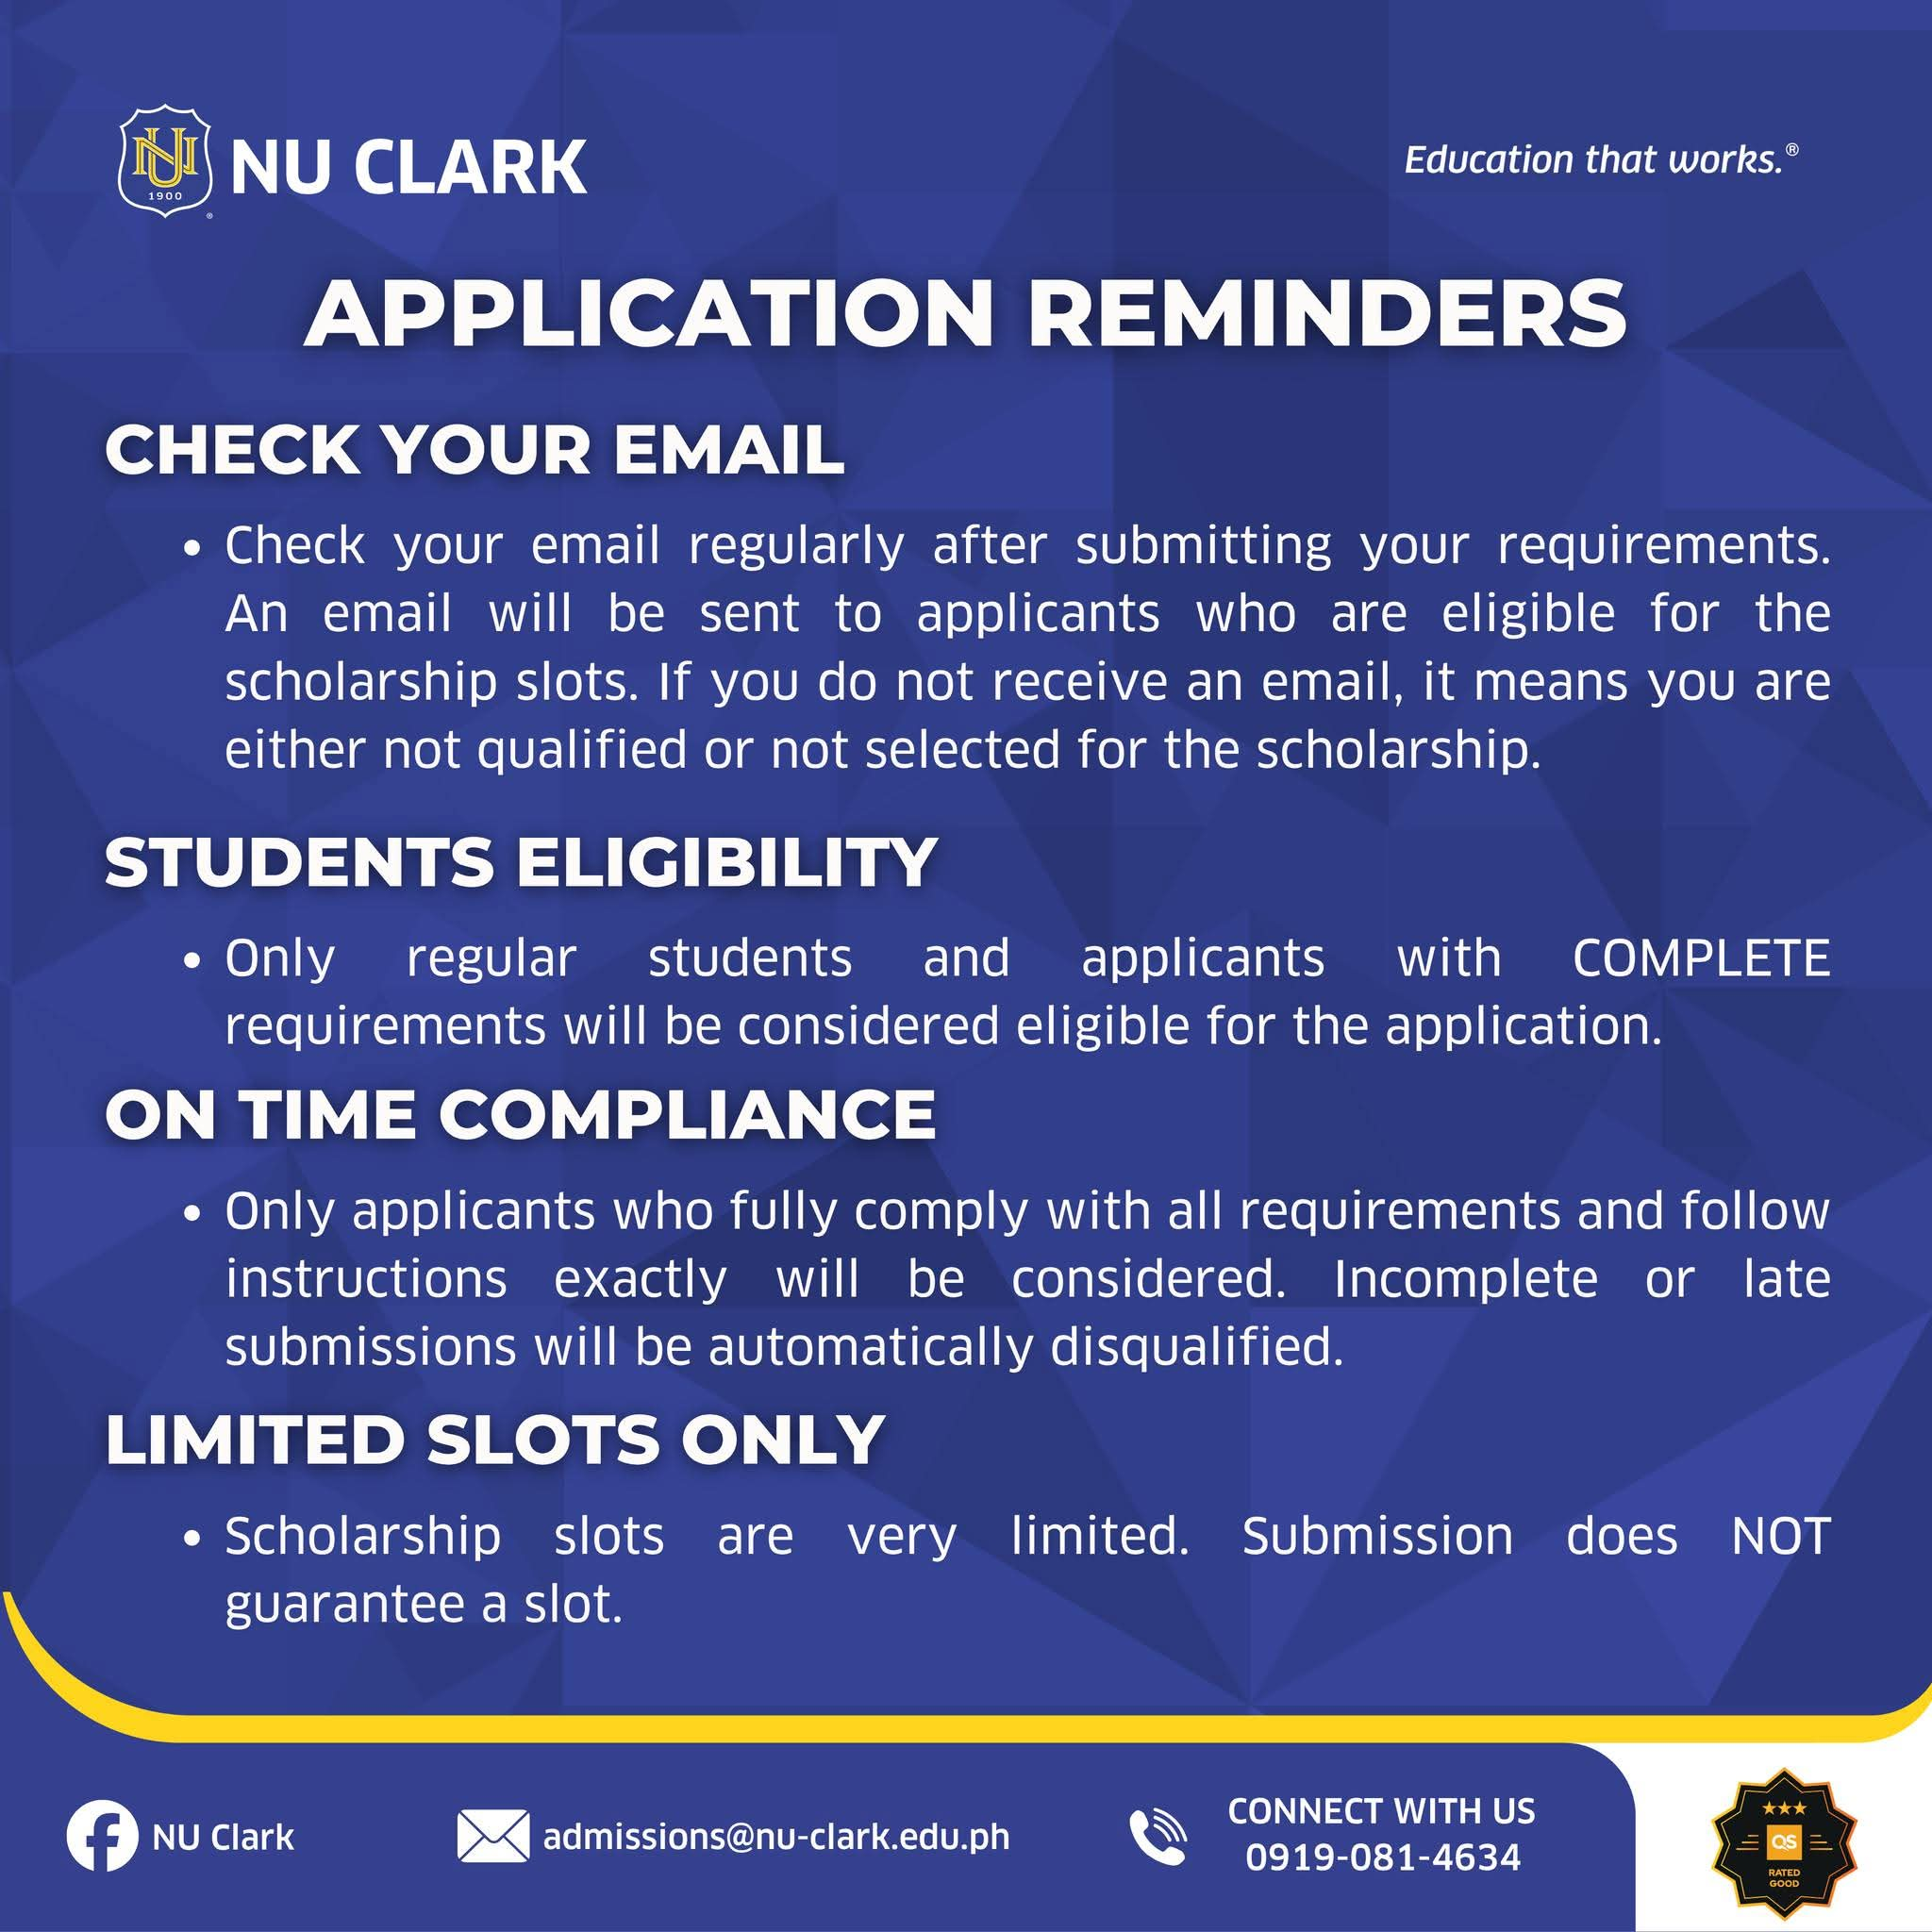 NU
1900
NU CLARK
Education that works.®
APPLICATION REMINDERS
CHECK YOUR EMAIL
• Check your email regularly after submitting your requirements.
An email will be sent to applicants who are eligible for the
scholarship slots. If you do not receive an email, it means you are
either not qualified or not selected for the scholarship.
STUDENTS ELIGIBILITY
• Only regular students and applicants with COMPLETE
requirements will be considered eligible for the application.
ON TIME COMPLIANCE
• Only applicants who fully comply with all requirements and follow
instructions exactly will be considered. Incomplete or late
submissions will be automatically disqualified.
LIMITED SLOTS ONLY
• Scholarship slots are very limited. Submission does NOT
guarantee a slot.
NU Clark
admissions@nu-clark.edu.ph
CONNECT WITH US
0919-081-4634
QS
RATED
GOOD